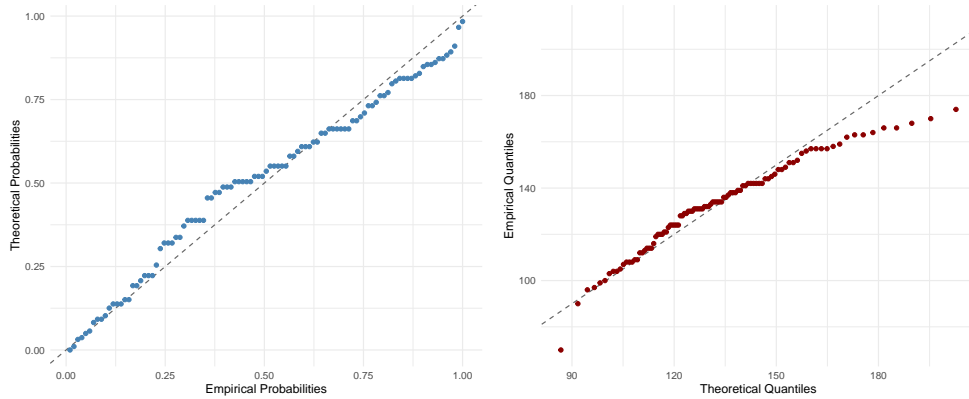 1.00
0.75
0.50
0.25
0.00
Theoretical Probabilities
0.00 0.25 0.50 0.75 1.00
Empirical Probabilities
180
140
100
Empirical Quantiles
90 120 150 180
Theoretical Quantiles